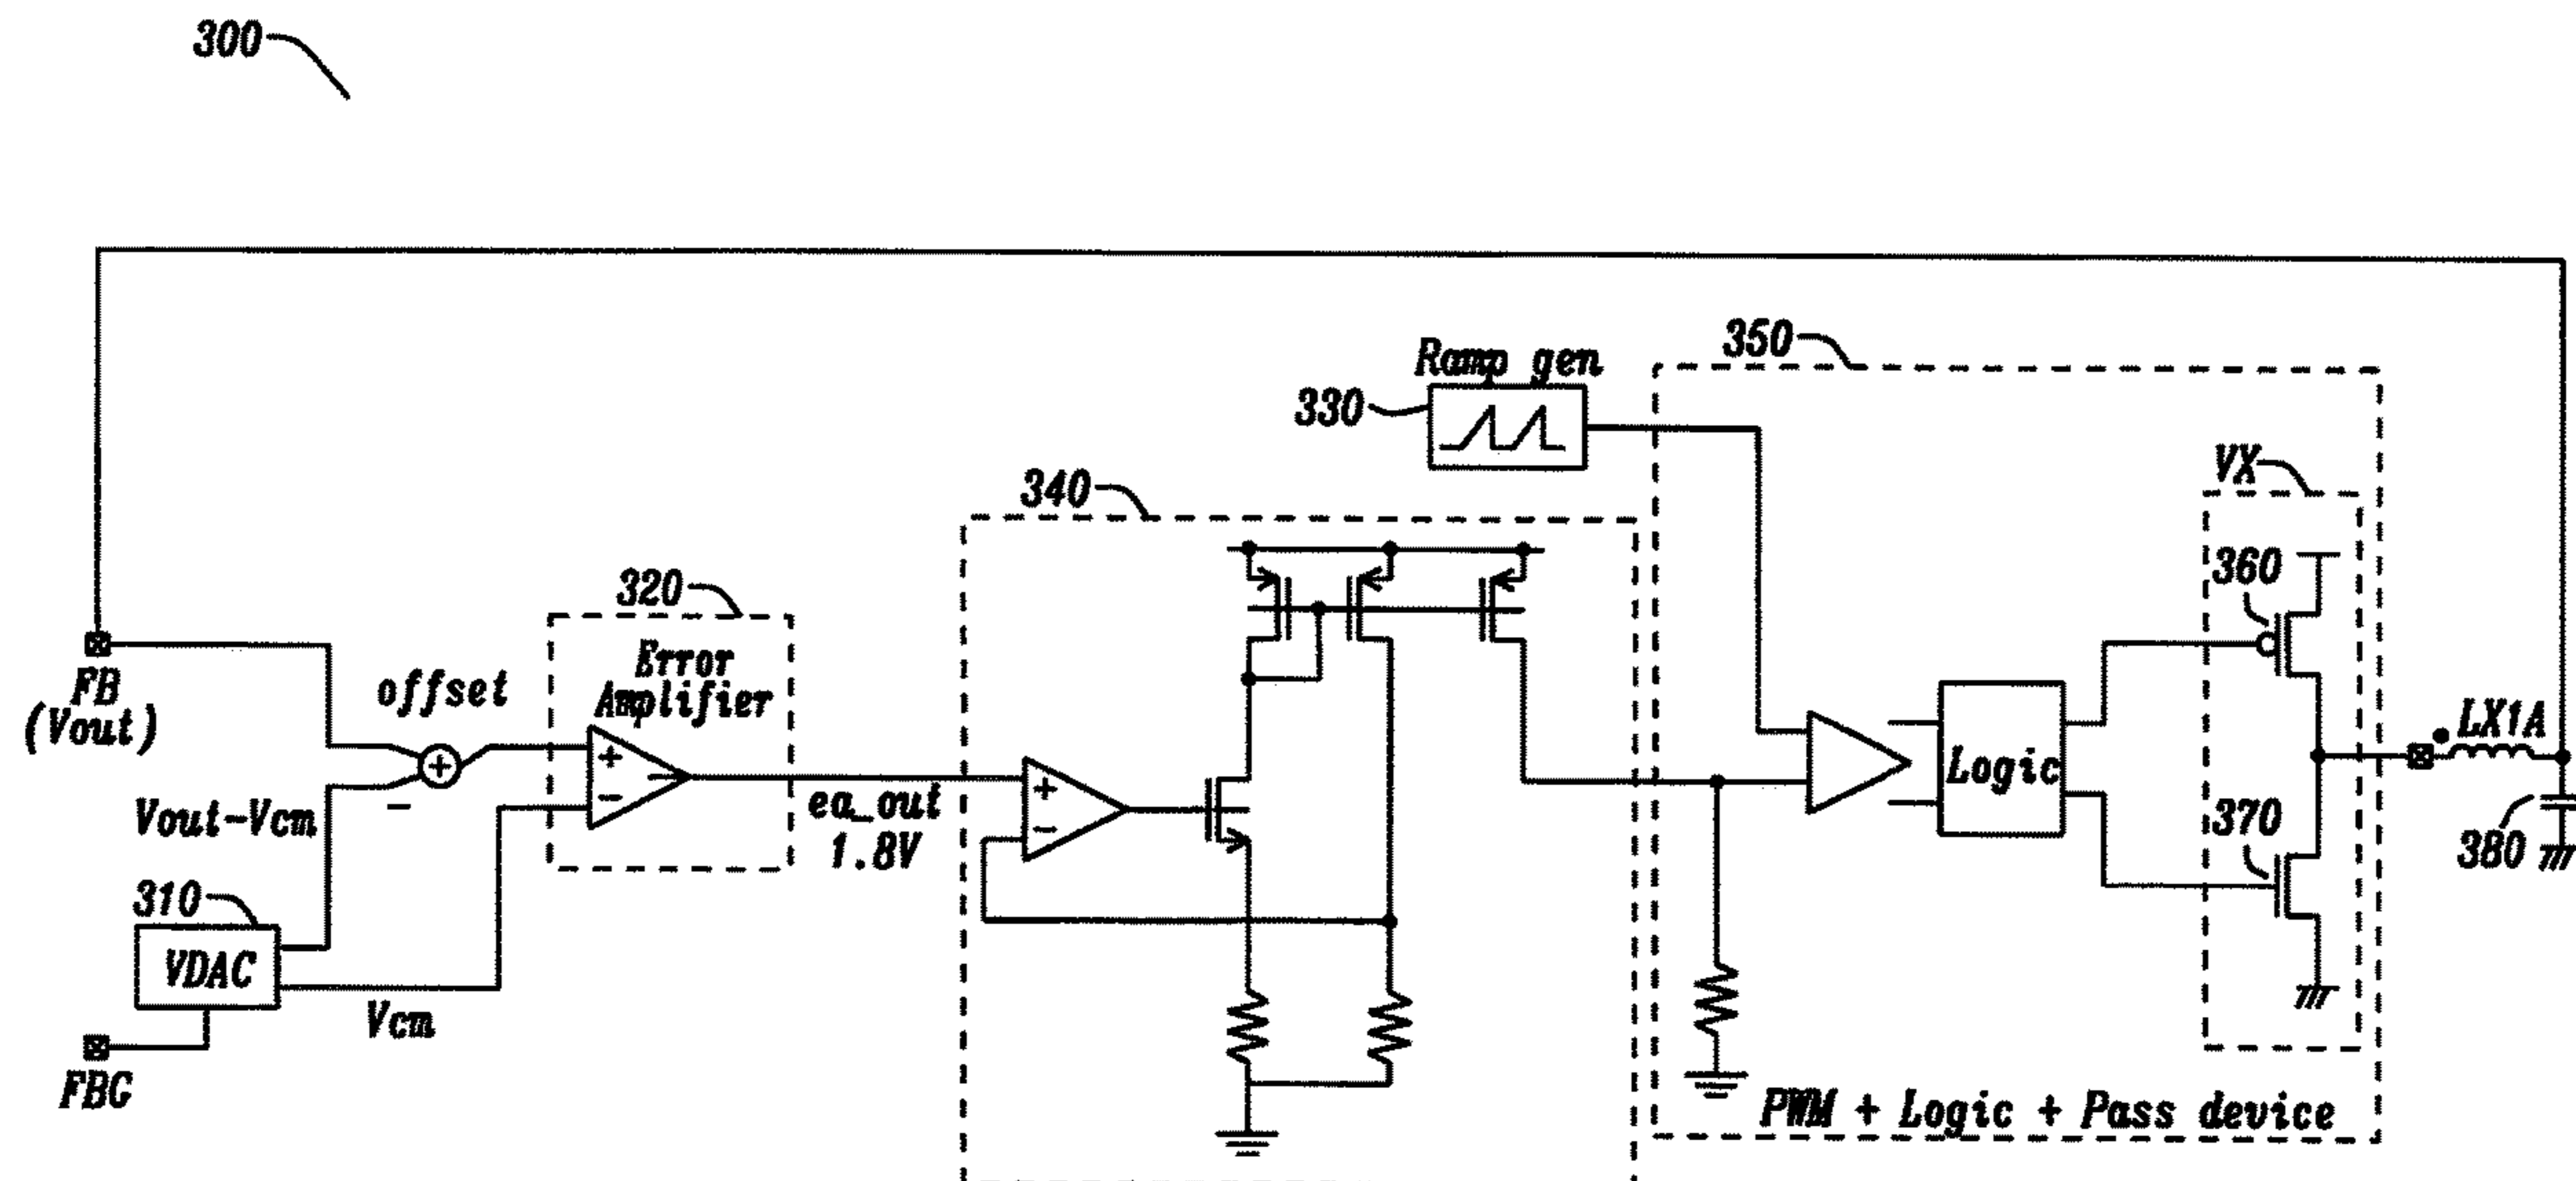 300
350
Ramp gen
330
VX
340
360
320
Error
Amplifier
FB
(Vout)
offset
+
+
-
LX1A
Logic
ea_out
1.8V
+
-
-
Vout-Vcm
370
380
310
VDAC
Vcm
FBG
PWM + Logic + Pass device